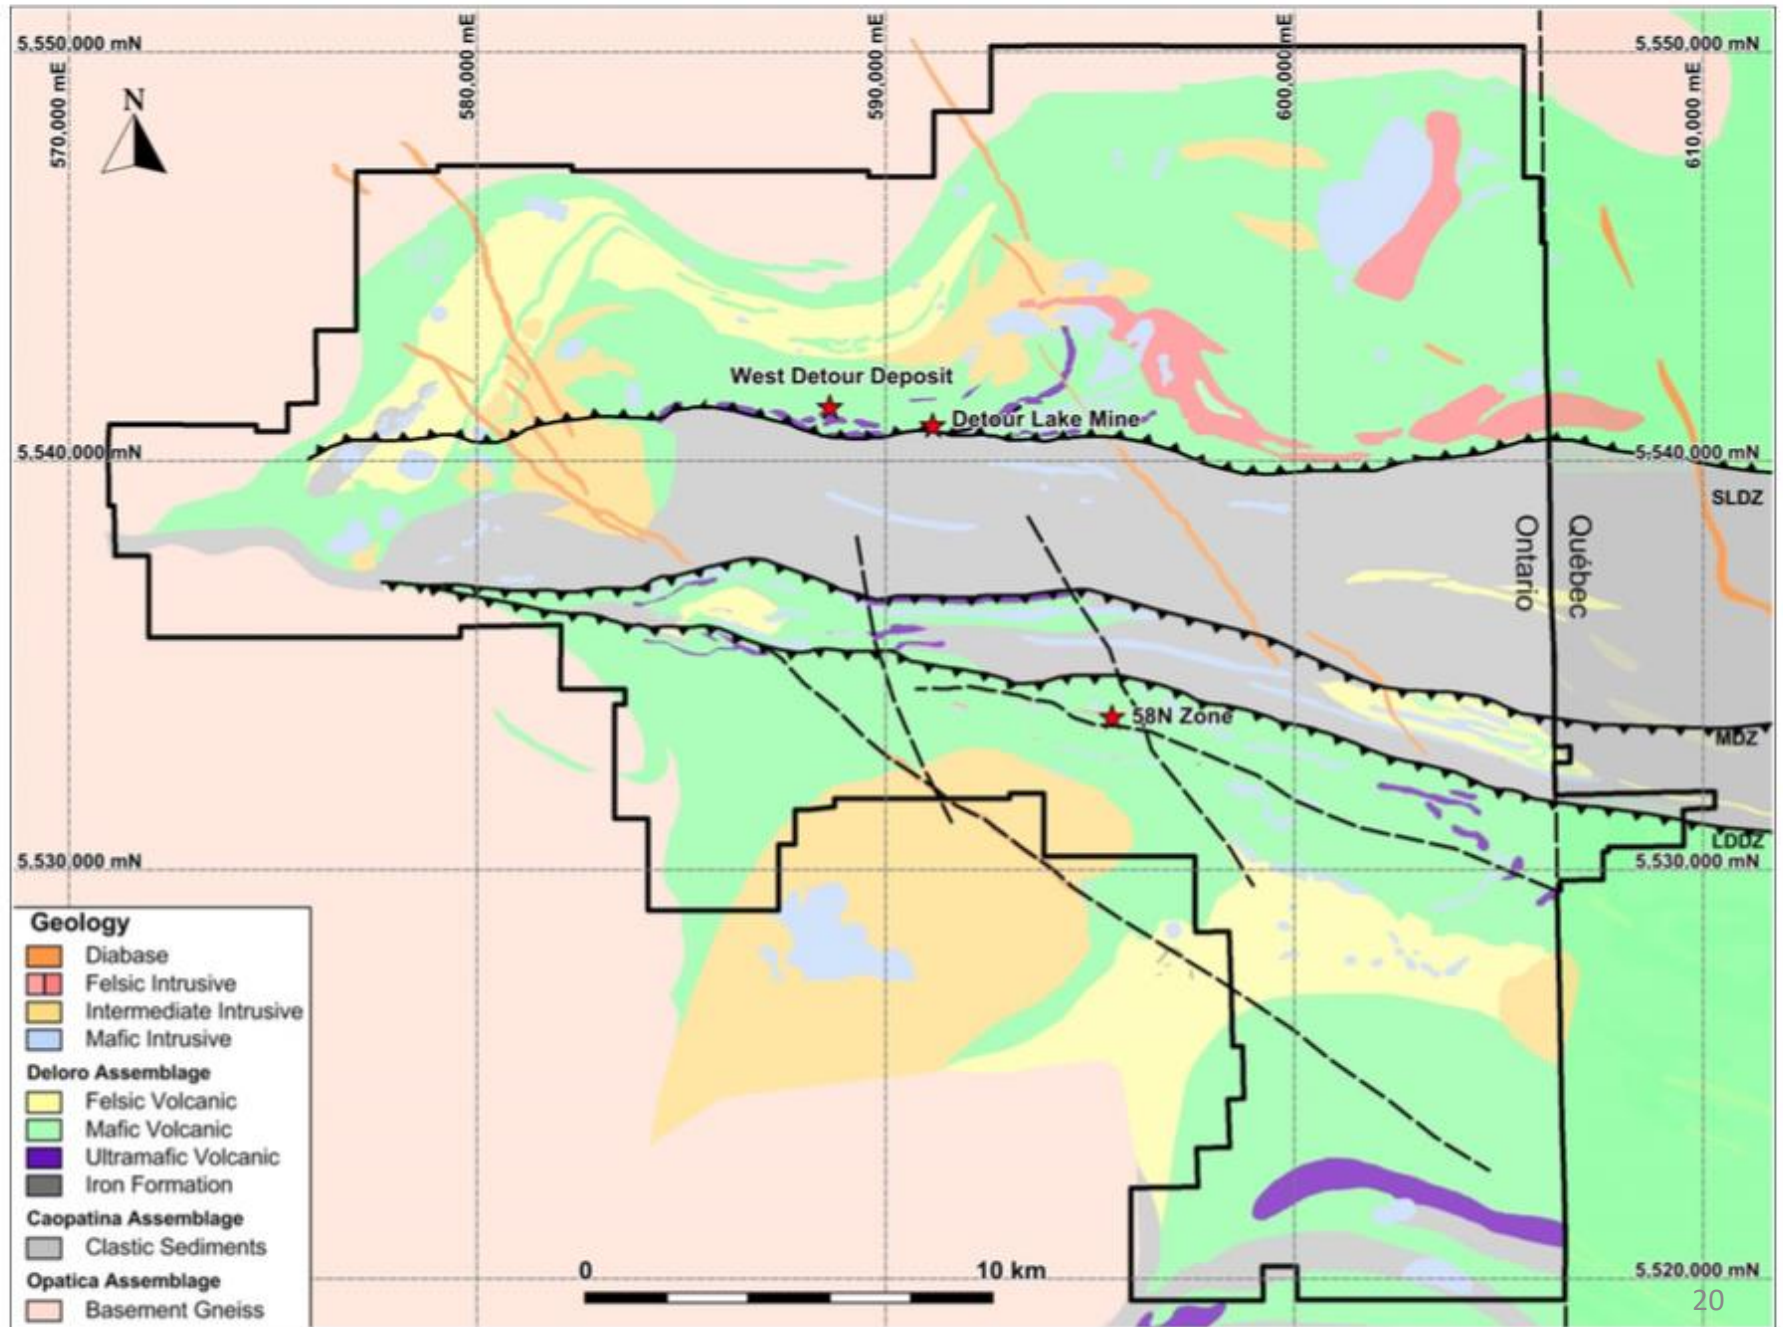 570,000 mE
580,000 mE
590,000 mE
600,000 mE
610,000 mE
5,550,000 mN
5,550,000 mN
N
West Detour Deposit
Detour Lake Mine
5,540,000 mN
5,540,000 mN
SLDZ
Ontario
Québec
58N Zone
MDZ
LDDZ
5,530,000 mN
5,530,000 mN
Geology
Diabase
Felsic Intrusive
Intermediate Intrusive
Mafic Intrusive
Deloro Assemblage
Felsic Volcanic
Mafic Volcanic
Ultramafic Volcanic
Iron Formation
Caopatina Assemblage
Clastic Sediments
Opatica Assemblage
Basement Gneiss
0
10 km
5,520,000 mN
20